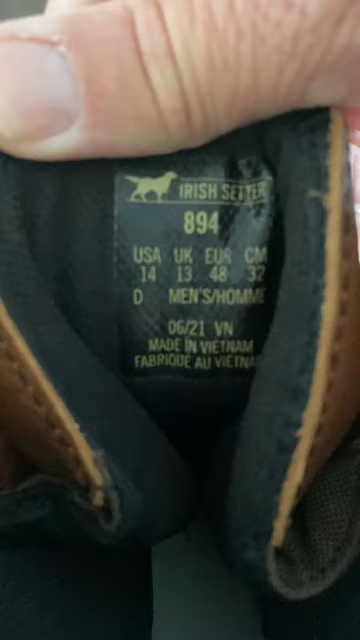 IRISH SETTER
894
USA UK EUR CM
14 13 48 32
D MEN'S/HOMME
06/21 VN
MADE IN VIETNAM
FABRIQUÉ AU VIETNAM